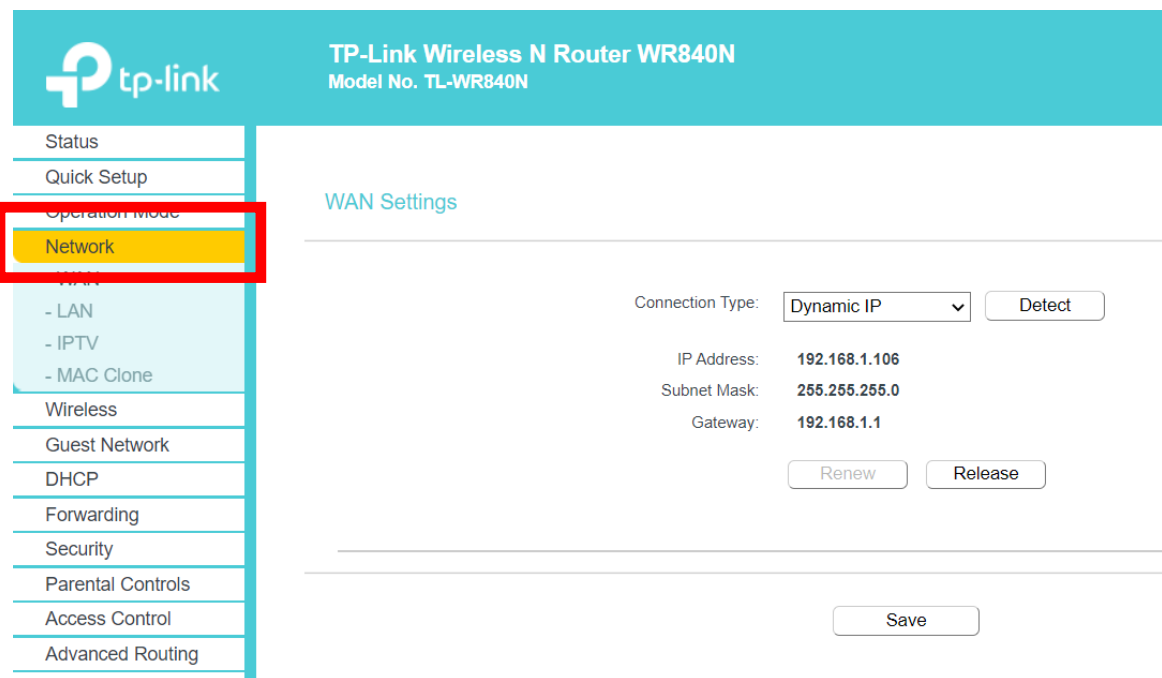 tp-link
TP-Link Wireless N Router WR840N
Model No. TL-WR840N
Status
Quick Setup
Operation Mode
Network
- WAN
- LAN
- IPTV
- MAC Clone
Wireless
Guest Network
DHCP
Forwarding
Security
Parental Controls
Access Control
Advanced Routing
WAN Settings
Connection Type: Dynamic IP Detect
IP Address: 192.168.1.106
Subnet Mask: 255.255.255.0
Gateway: 192.168.1.1
Renew Release
Save